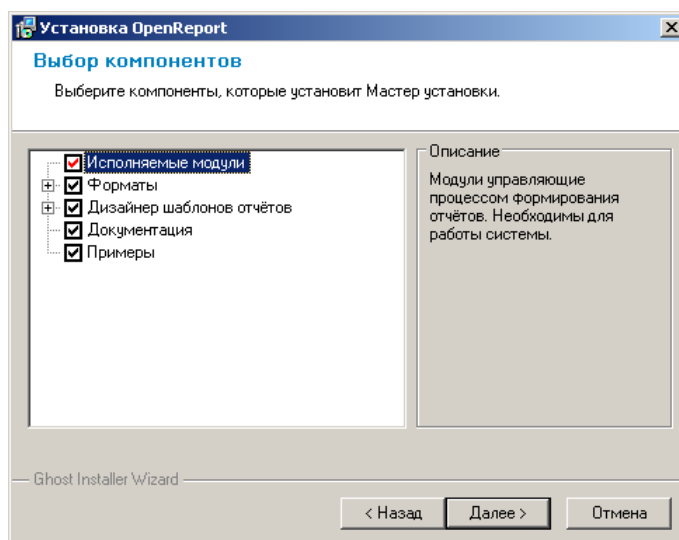 Установка OpenReport
Выбор компонентов
Выберите компоненты, которые установит Мастер установки.
Исполняемые модули
Форматы
Дизайнер шаблонов отчётов
Документация
Примеры
Описание
Модули управляющие
процессом формирования
отчётов. Необходимы для
работы системы.
Ghost Installer Wizard
< Назад
Далее >
Отмена